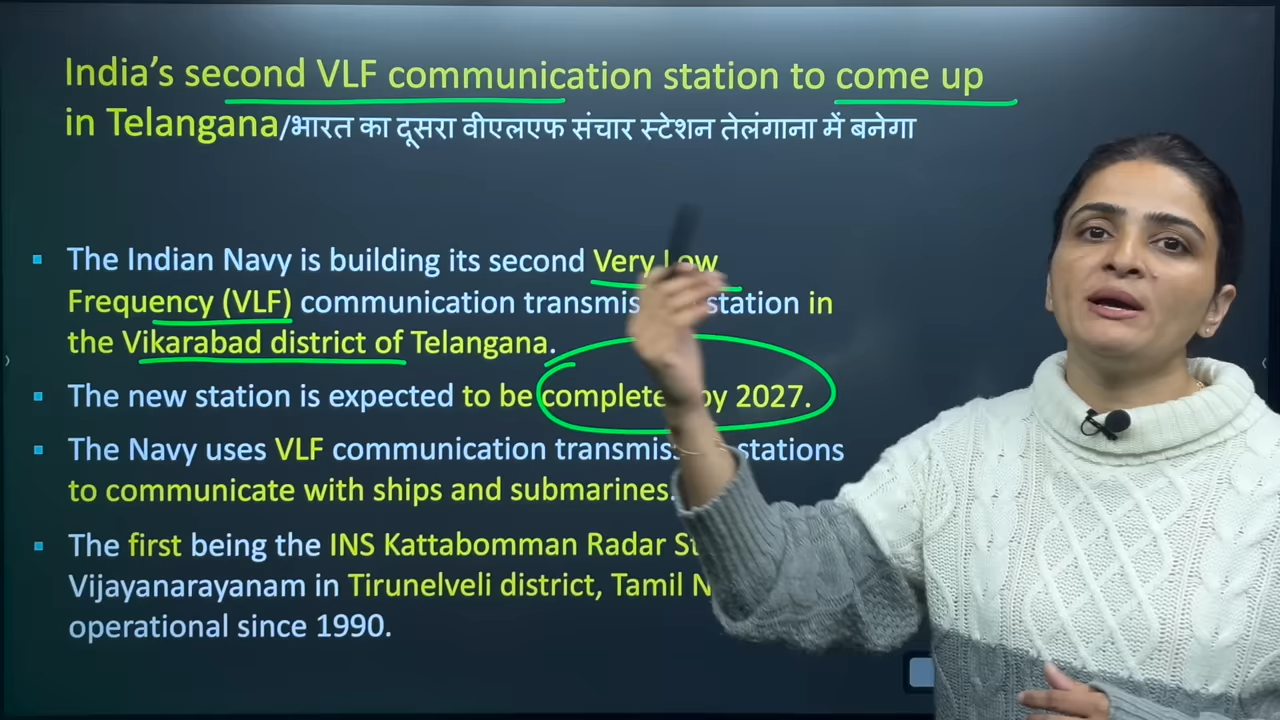 India's second VLF communication station to come up
in Telangana/भारत का दूसरा वीएलएफ संचार स्टेशन तेलंगाना में बनेगा
The Indian Navy is building its second Very Low
Frequency (VLF) communication station in
the Vikarabad district of Telangana.
The new station is expected to be by 2027.
The Navy uses VLF communication stations
to communicate with ships and submarines.
The first being the INS Kattabomman Radar
Vijayanarayanam in Tirunelveli district, Tamil
operational since 1990.